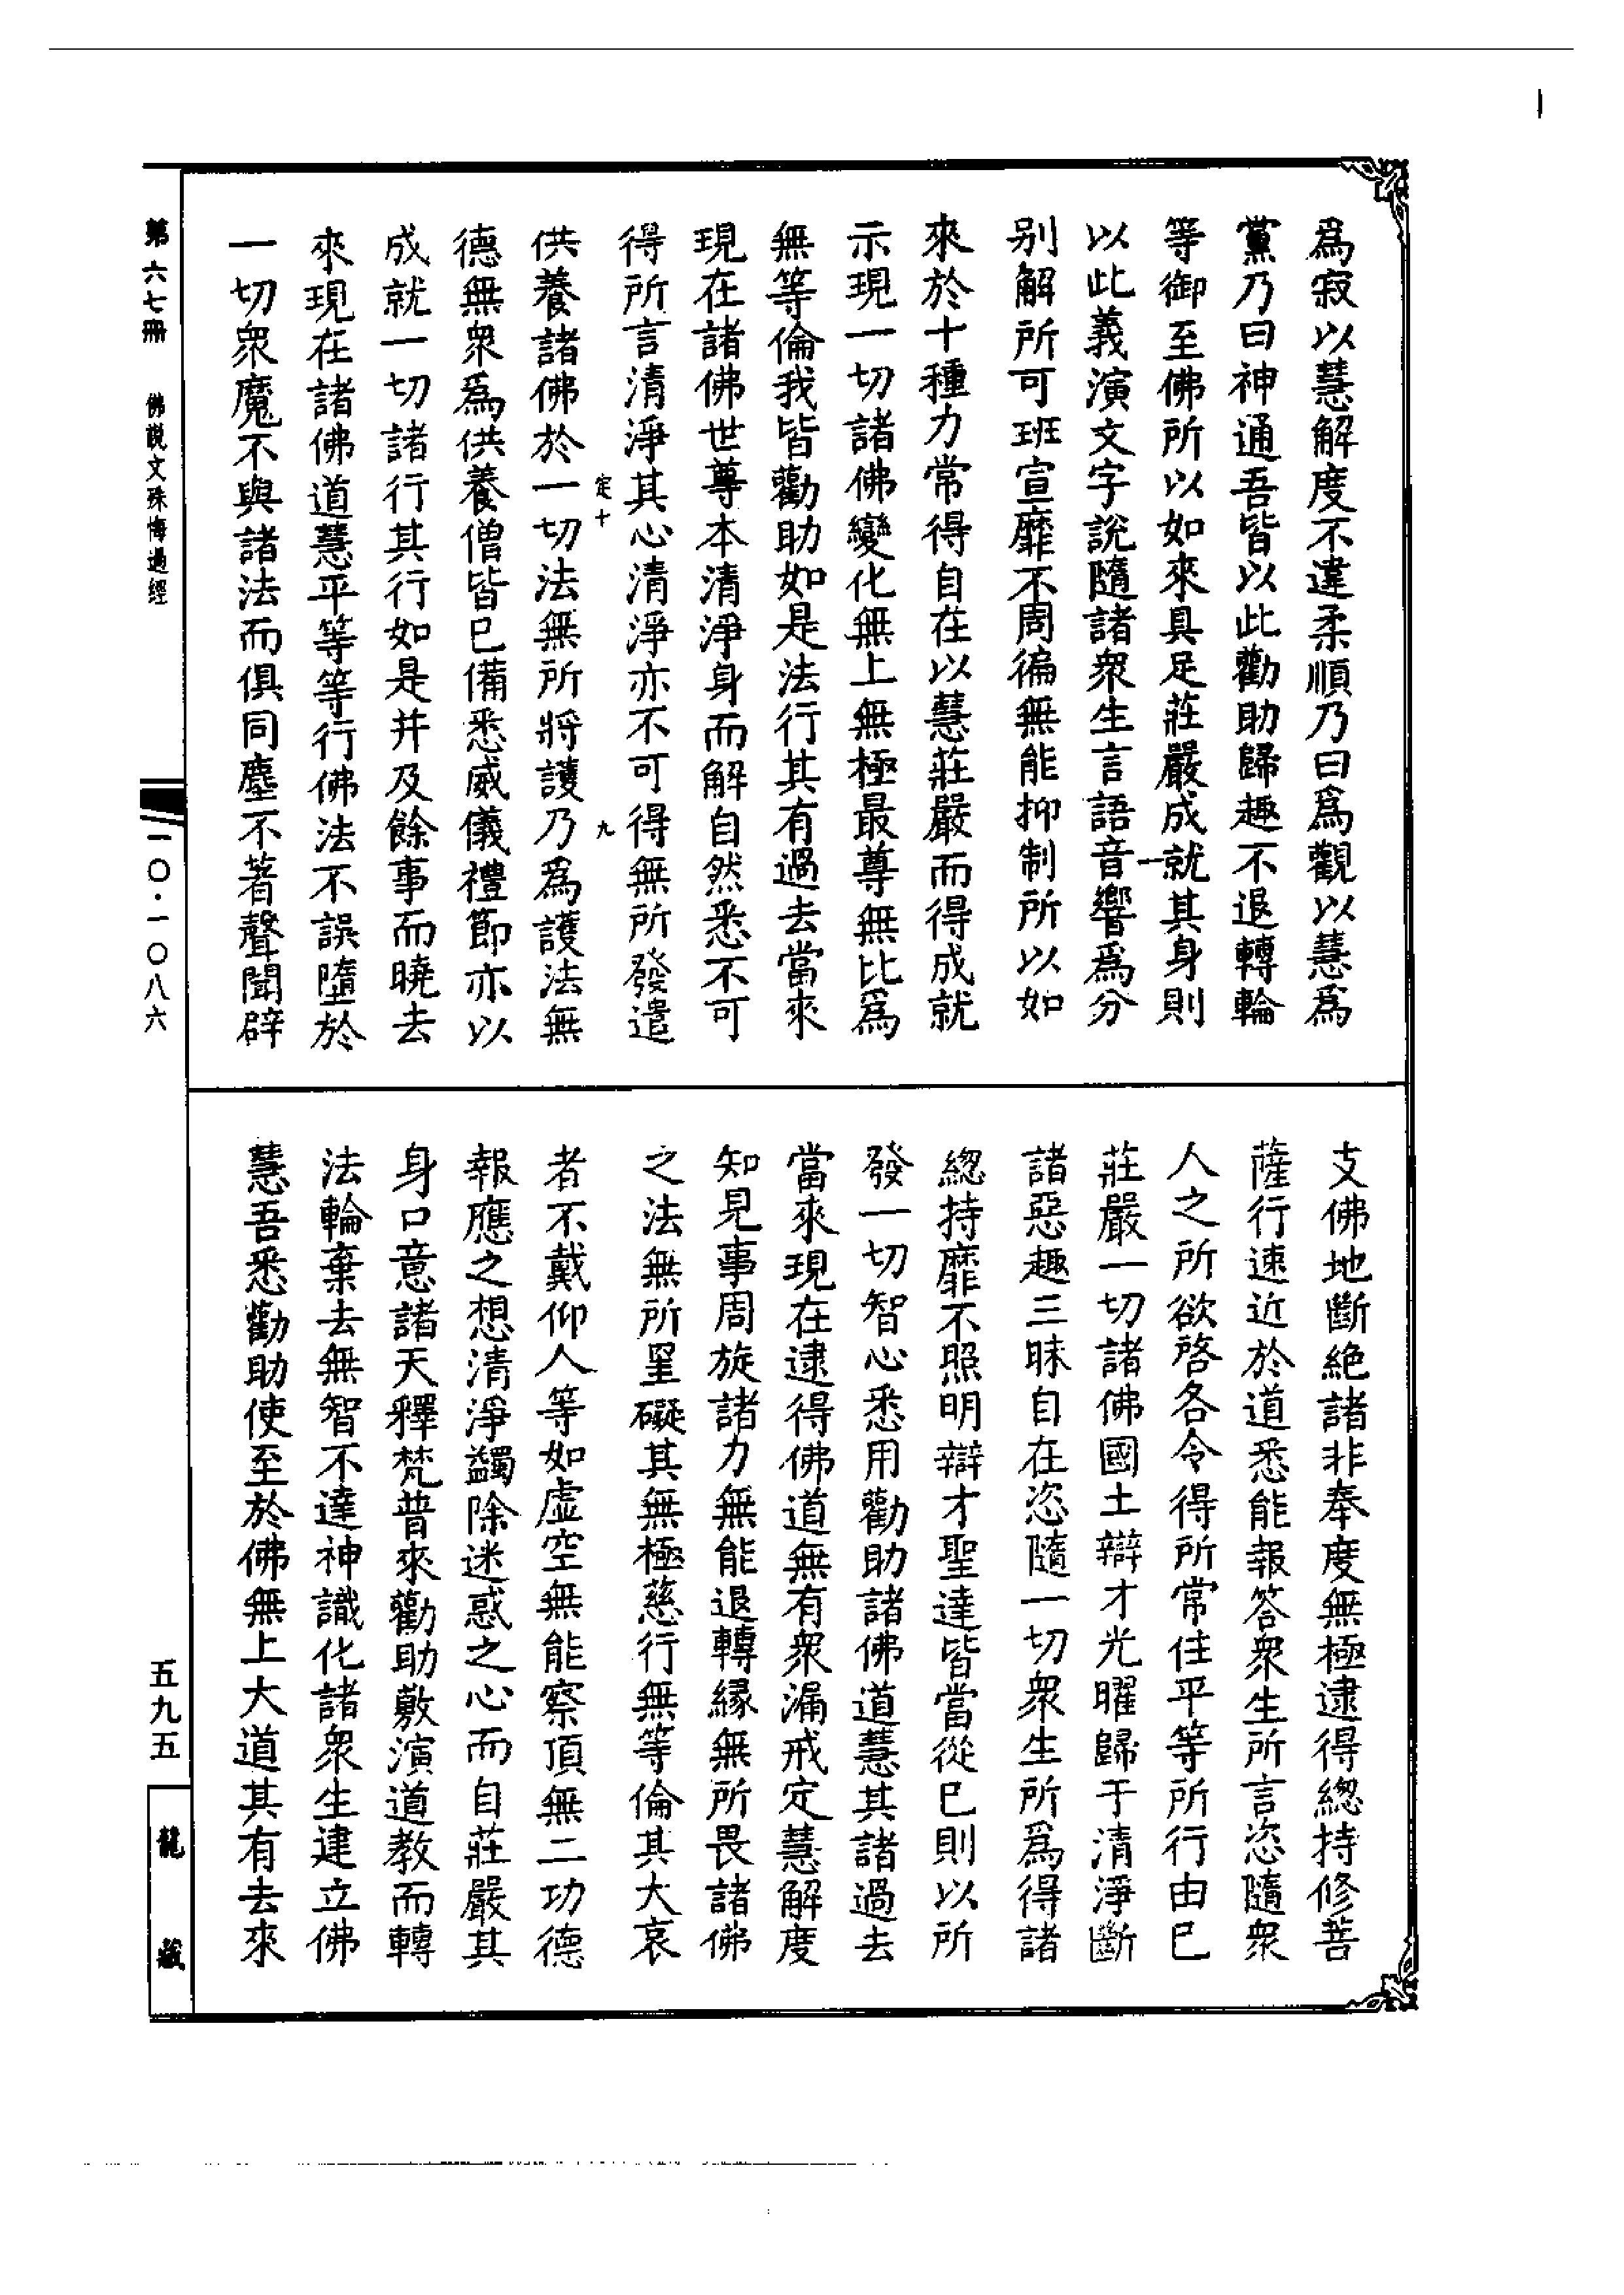 爲寂以慧解度不違柔順乃曰爲觀以慧爲
黨乃曰神通吾皆以此勸助歸趣不退轉輪
等御至佛所以如來具足莊嚴成就其身則
以此義演文字說隨諸衆生言語音響爲分
別解所可班宣靡不周徧無能抑制所以如
來於十種力常得自在以慧莊嚴而得成就
示現一切諸佛變化無上無極最尊無比爲
無等倫我皆勸助如是法行其有過去當來
現在諸佛世尊本清淨身而解自然悉不可
得所言清淨其心清淨亦不可得無所發遣
定十
九
供養諸佛於一切法無所將護乃爲護法無
德無衆爲供養僧皆已備悉威儀禮節亦以
成就一切諸行其行如是并及餘事而曉去
來現在諸佛道慧平等等行佛法不誤墮於
一切衆魔不與諸法而俱同塵不著聲聞辟
支佛地斷絶諸非奉度無極逮得總持修菩
薩行速近於道悉能報答衆生所言恣隨衆
人之所欲啓各令得所常住平等所行由已
莊嚴一切諸佛國土辯才光曜歸于清淨斷
諸惡趣三昧自在恣隨一切衆生所爲得諸
總持靡不照明辯才聖達皆當從已則以所
發一切智心悉用勸助諸佛道慧其諸過去
當來現在逮得佛道無有衆漏戒定慧解度
知見事周旋諸力無能退轉縁無所畏諸佛
之法無所罣礙其無極慈行無等倫其大哀
者不戴仰人等如虛空無能察頂無二功德
報應之想清淨蠲除迷惑之心而自莊嚴其
身口意諸天釋梵普來勸助敷演道教而轉
法輪棄去無智不達神識化諸衆生建立佛
慧吾悉勸助使至於佛無上大道其有去來
第六七冊 佛說文殊悔過經
一〇·一〇八六
五九五
龍藏